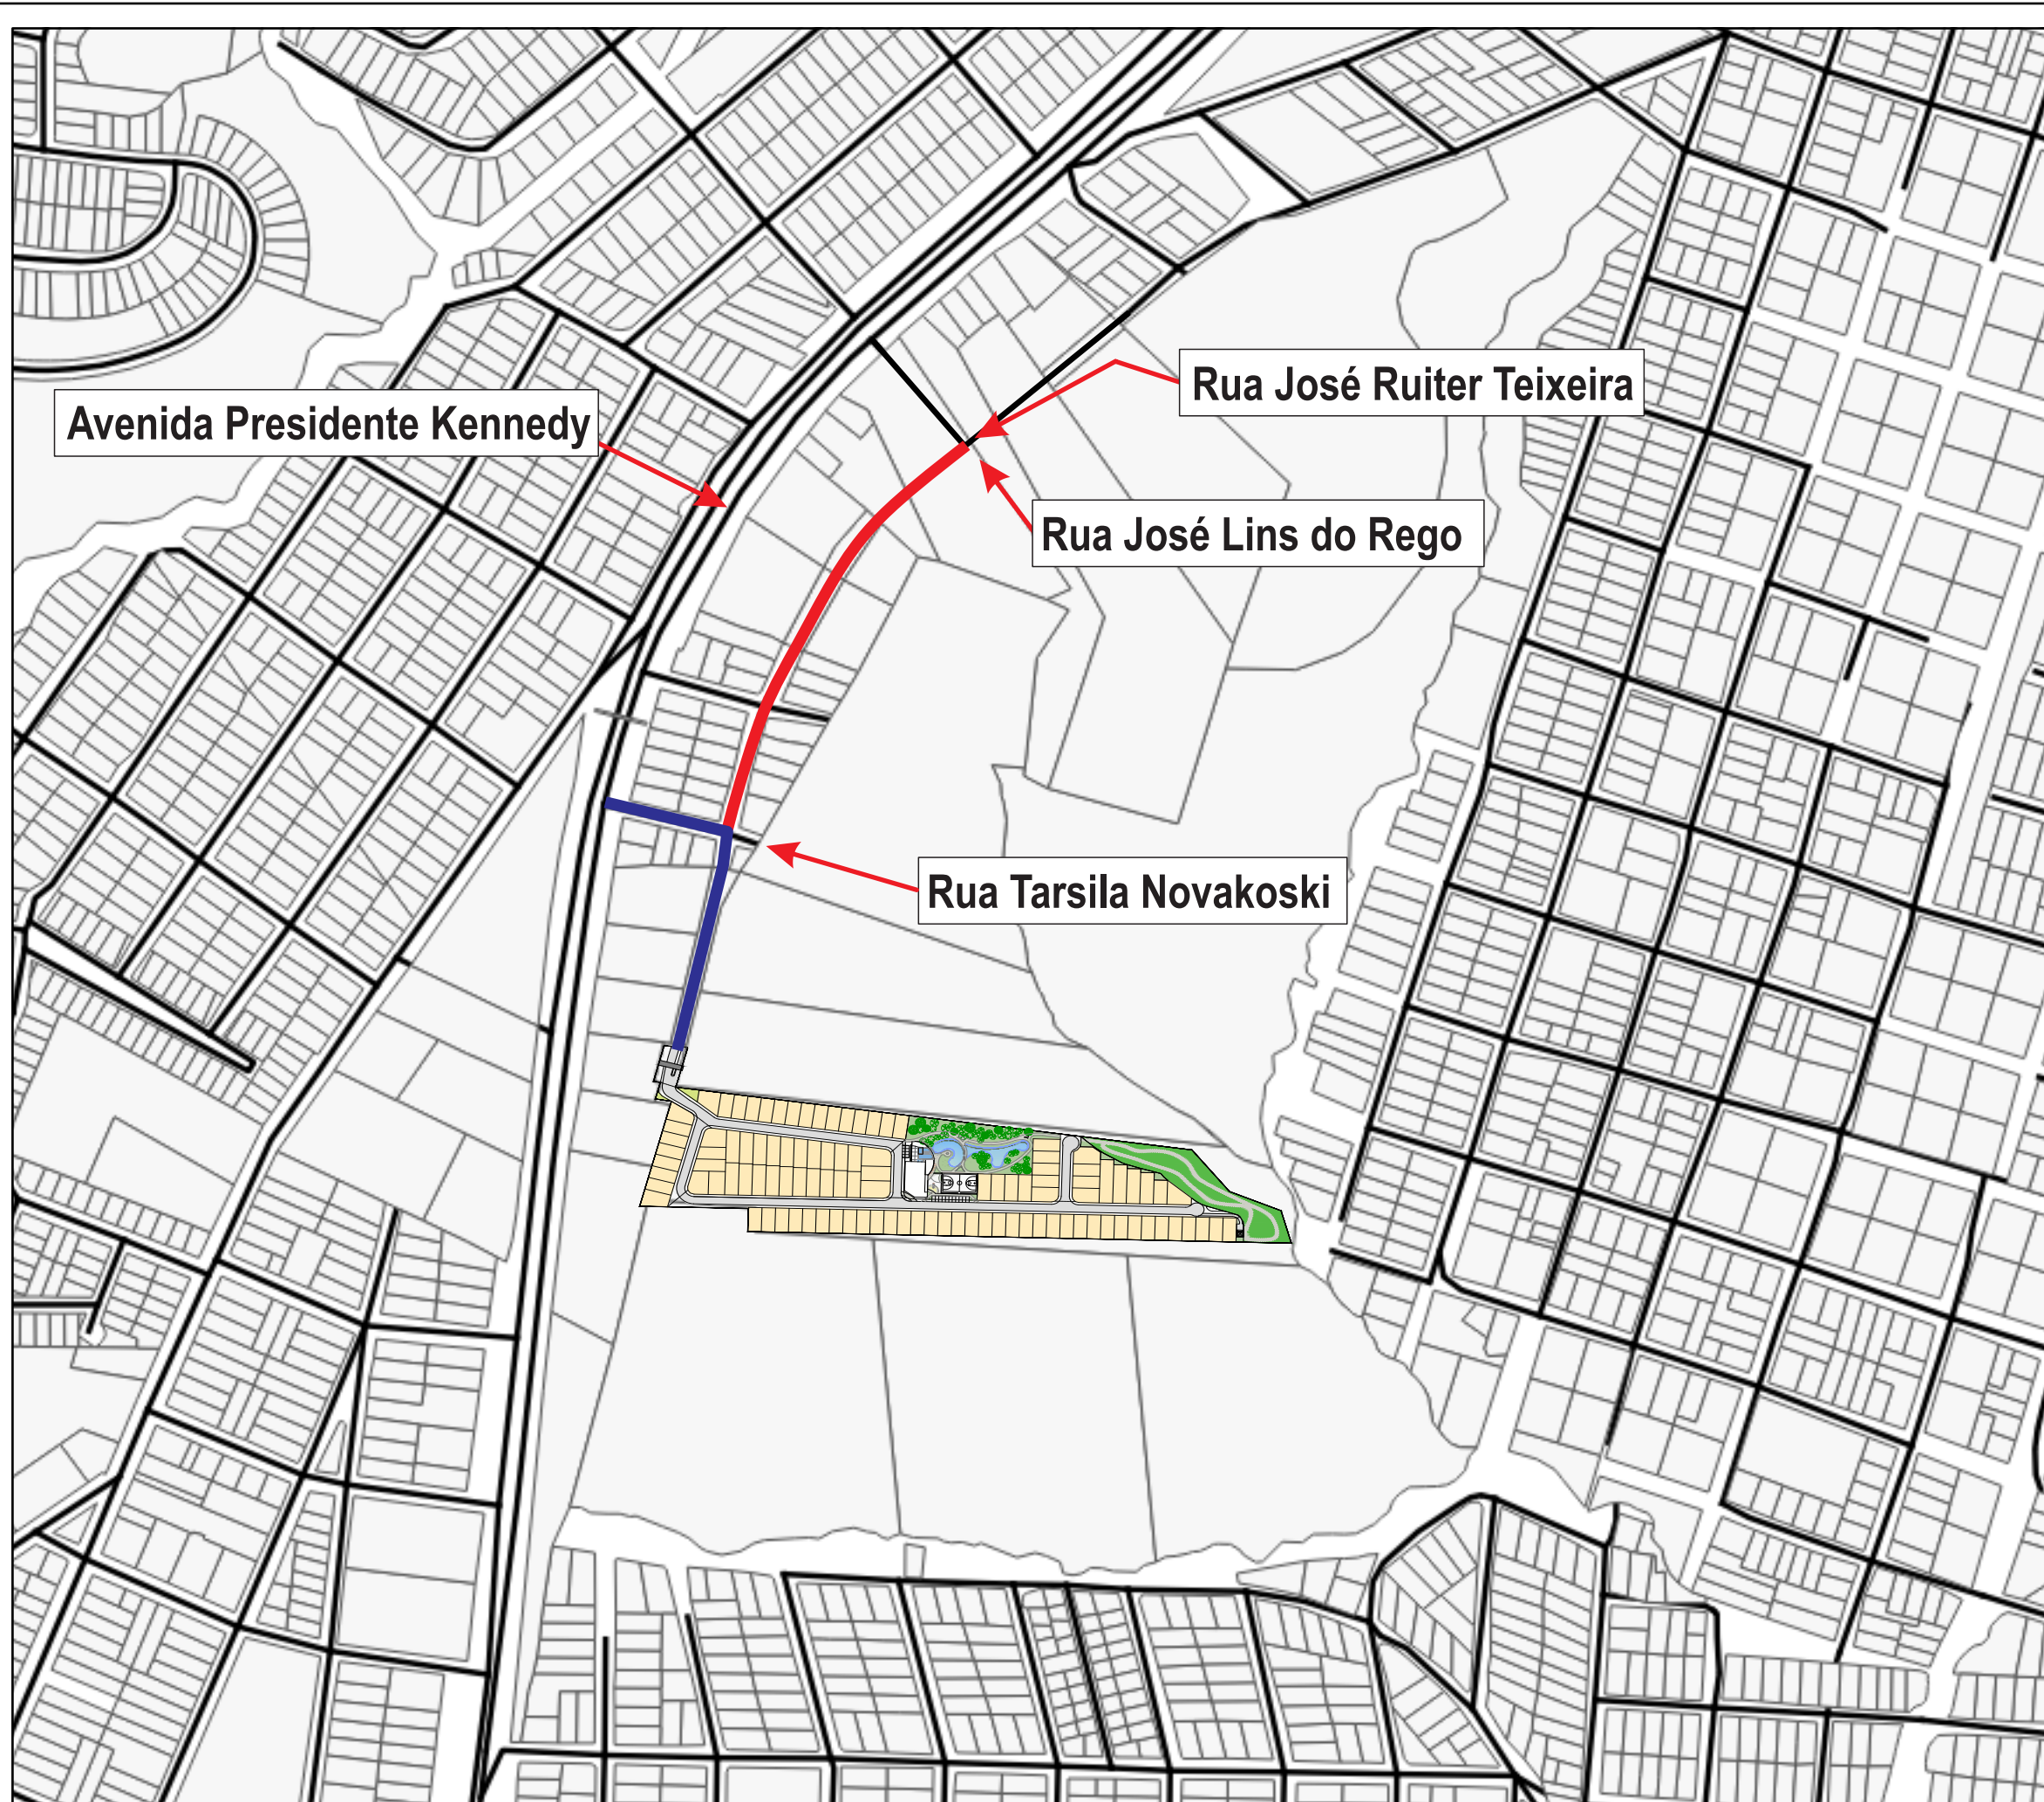 Rua José Ruiter Teixeira
Avenida Presidente Kennedy
Rua José Lins do Rego
Rua Tarsila Novakoski